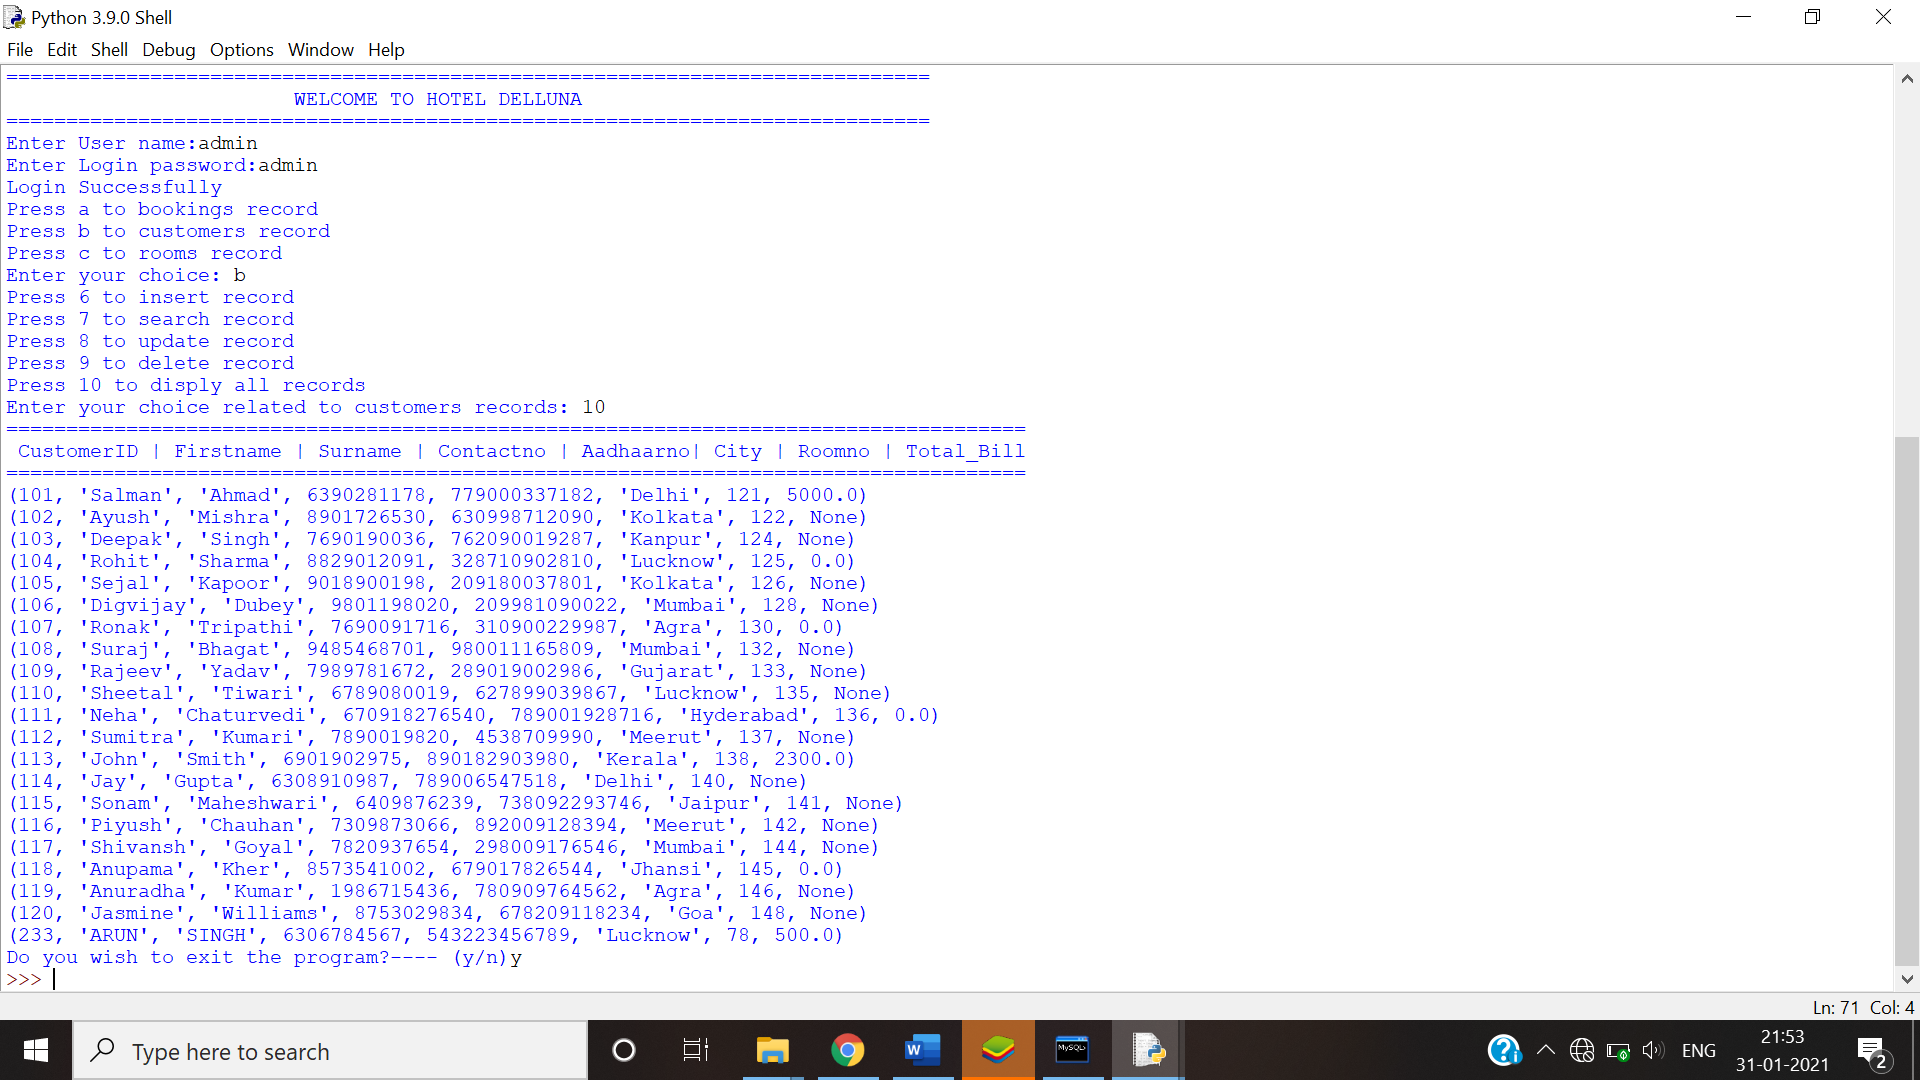 Python 3.9.0 Shell
File Edit Shell Debug Options Window Help
=============================================================================
WELCOME TO HOTEL DELLUNA
=============================================================================
Enter User name:admin
Enter Login password:admin
Login Successfully
Press a to bookings record
Press b to customers record
Press c to rooms record
Enter your choice: b
Press 6 to insert record
Press 7 to search record
Press 8 to update record
Press 9 to delete record
Press 10 to disply all records
Enter your choice related to customers records: 10
=====================================================================================
CustomerID | Firstname | Surname | Contactno | Aadhaarno| City | Roomno | Total_Bill
=====================================================================================
(101, 'Salman', 'Ahmad', 6390281178, 779000337182, 'Delhi', 121, 5000.0)
(102, 'Ayush', 'Mishra', 8901726530, 630998712090, 'Kolkata', 122, None)
(103, 'Deepak', 'Singh', 7690190036, 762090019287, 'Kanpur', 124, None)
(104, 'Rohit', 'Sharma', 8829012091, 328710902810, 'Lucknow', 125, 0.0)
(105, 'Sejal', 'Kapoor', 9018900198, 209180037801, 'Kolkata', 126, None)
(106, 'Digvijay', 'Dubey', 9801198020, 209981090022, 'Mumbai', 128, None)
(107, 'Ronak', 'Tripathi', 7690091716, 310900229987, 'Agra', 130, 0.0)
(108, 'Suraj', 'Bhagat', 9485468701, 980011165809, 'Mumbai', 132, None)
(109, 'Rajeev', 'Yadav', 7989781672, 289019002986, 'Gujarat', 133, None)
(110, 'Sheetal', 'Tiwari', 6789080019, 627899039867, 'Lucknow', 135, None)
(111, 'Neha', 'Chaturvedi', 670918276540, 789001928716, 'Hyderabad', 136, 0.0)
(112, 'Sumitra', 'Kumari', 7890019820, 4538709990, 'Meerut', 137, None)
(113, 'John', 'Smith', 6901902975, 890182903980, 'Kerala', 138, 2300.0)
(114, 'Jay', 'Gupta', 6308910987, 789006547518, 'Delhi', 140, None)
(115, 'Sonam', 'Maheshwari', 6409876239, 738092293746, 'Jaipur', 141, None)
(116, 'Piyush', 'Chauhan', 7309873066, 892009128394, 'Meerut', 142, None)
(117, 'Shivansh', 'Goyal', 7820937654, 298009176546, 'Mumbai', 144, None)
(118, 'Anupama', 'Kher', 8573541002, 679017826544, 'Jhansi', 145, 0.0)
(119, 'Anuradha', 'Kumar', 1986715436, 780909764562, 'Agra', 146, None)
(120, 'Jasmine', 'Williams', 8753029834, 678209118234, 'Goa', 148, None)
(233, 'ARUN', 'SINGH', 6306784567, 543223456789, 'Lucknow', 78, 500.0)
Do you wish to exit the program?---- (y/n)y
>>>
Ln: 71 Col: 4
Type here to search
W
MySQL
ENG
21:53
31-01-2021
2